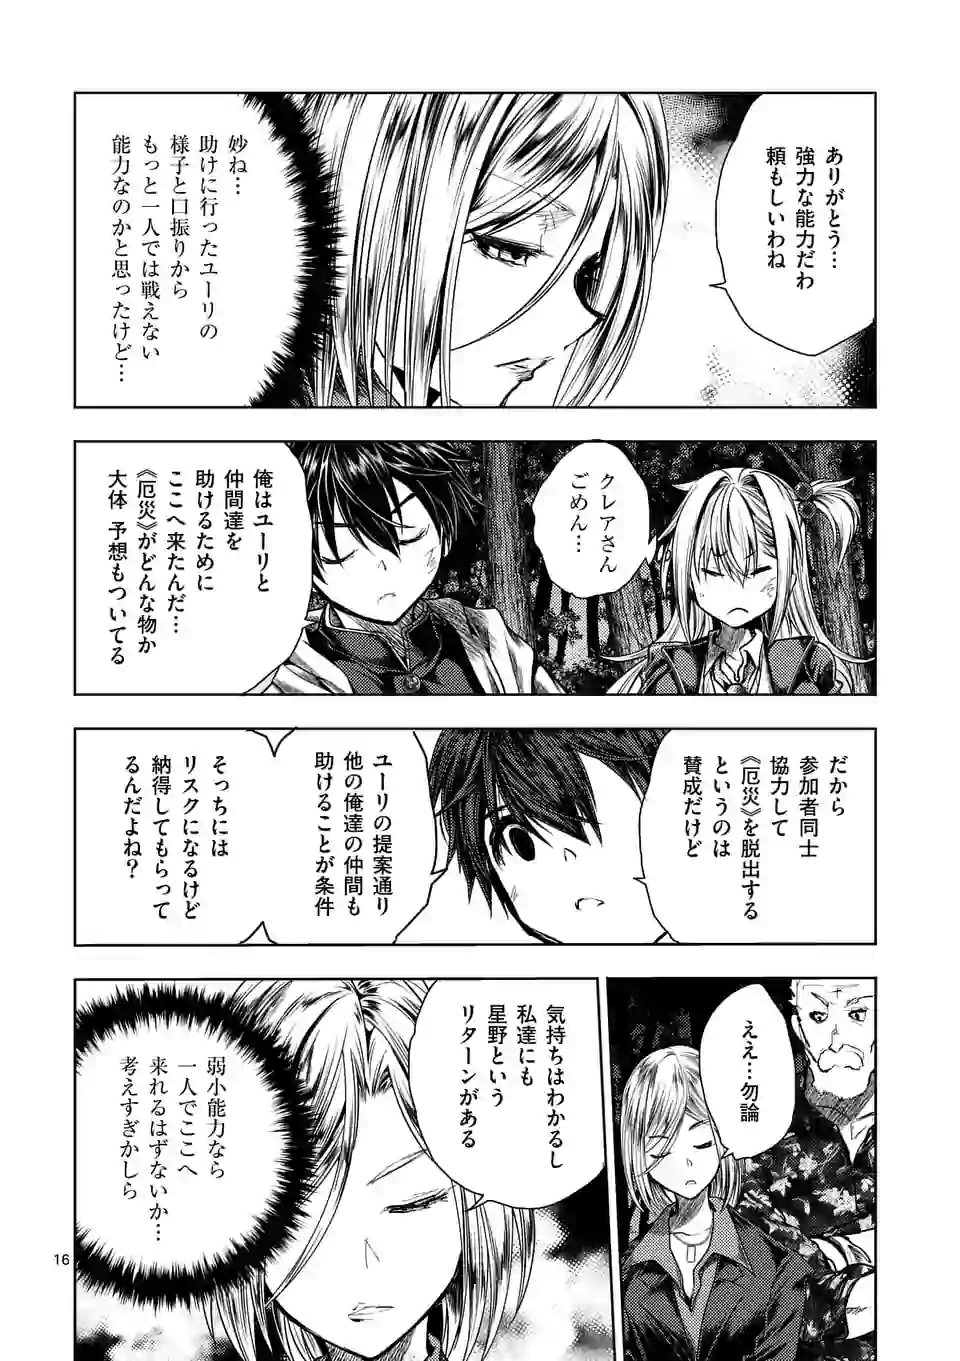 ありがとう…
強力な能力だわ
頼もしいわね
妙ね…
助けに行ったユーリの
様子と口振りから
もっと一人では戦えない
能力なのかと思ったけど…
クレアさん
ごめん…
俺はユーリと
仲間達を
助けるために
ここへ来たんだ…
《厄災》がどんな物か
大体 予想もついてる
だから
参加者同士
協力して
《厄災》を脱出する
というのは
賛成だけど
ユーリの提案通り
他の俺達の仲間も
助けることが条件
そっちには
リスクになるけど
納得してもらって
るんだよね?
ええ…勿論
気持ちはわかるし
私達にも
星野という
リターンがある
弱小能力なら
一人でここへ
来れるはずないか…
考えすぎかしら
16